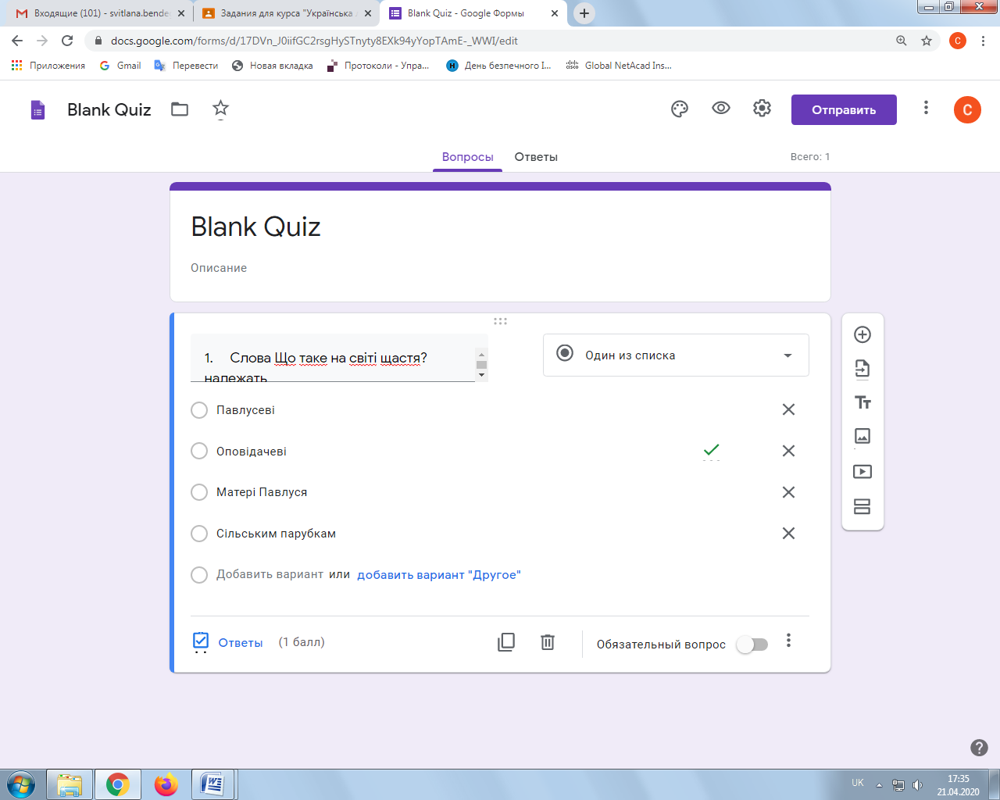 Входящие (101) - svitlana.bende
Задания для курса "Українська
Blank Quiz - Google Формы
docs.google.com/forms/d/17DVn_J0iifGC2rsgHySTnyty8EXk94yYopTAmE-_WWI/edit
C
Приложения
Gmail
Перевести
Новая вкладка
Протоколи - Упра...
День безпечного І...
Global NetAcad Ins...
Blank Quiz
Отправить
C
Вопросы
Ответы
Всего: 1
Blank Quiz
Описание
1. Слова Що таке на світі щастя?
належать
Один из списка
Павлусеві
Оповідачеві
Матері Павлуся
Сільським парубкам
Добавить вариант или добавить вариант "Другое"
Ответы (1 балл)
Обязательный вопрос
UK
17:35
21.04.2020